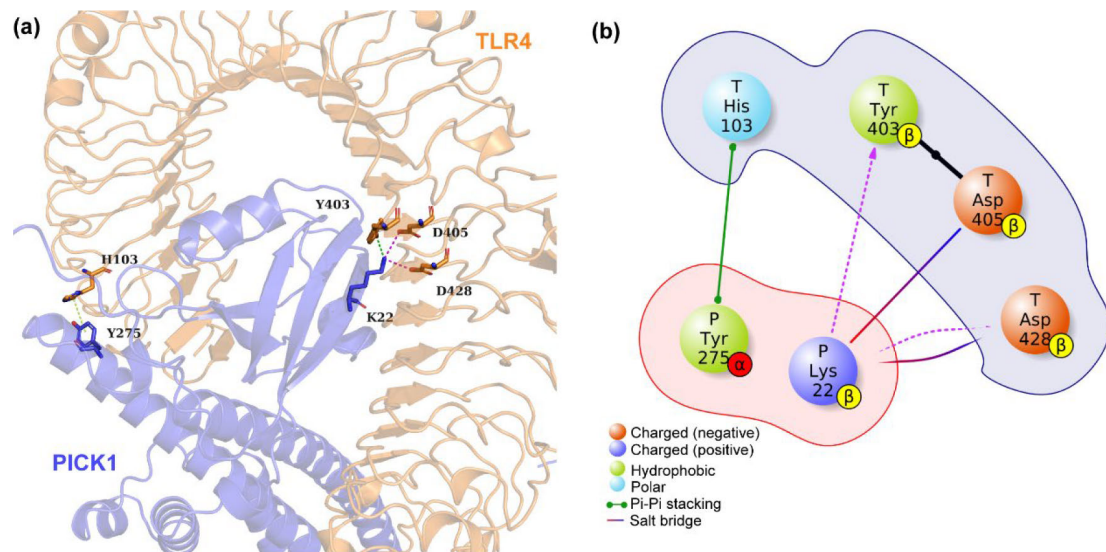 (a)
TLR4
Y403
D405
H103
D428
Y275
K22
PICK1
(b)
T
His
103
T
Tyr
403
β
T
Asp
405
β
T
Asp
428
β
P
Tyr
275
α
P
Lys
22
β
Charged (negative)
Charged (positive)
Hydrophobic
Polar
Pi-Pi stacking
Salt bridge